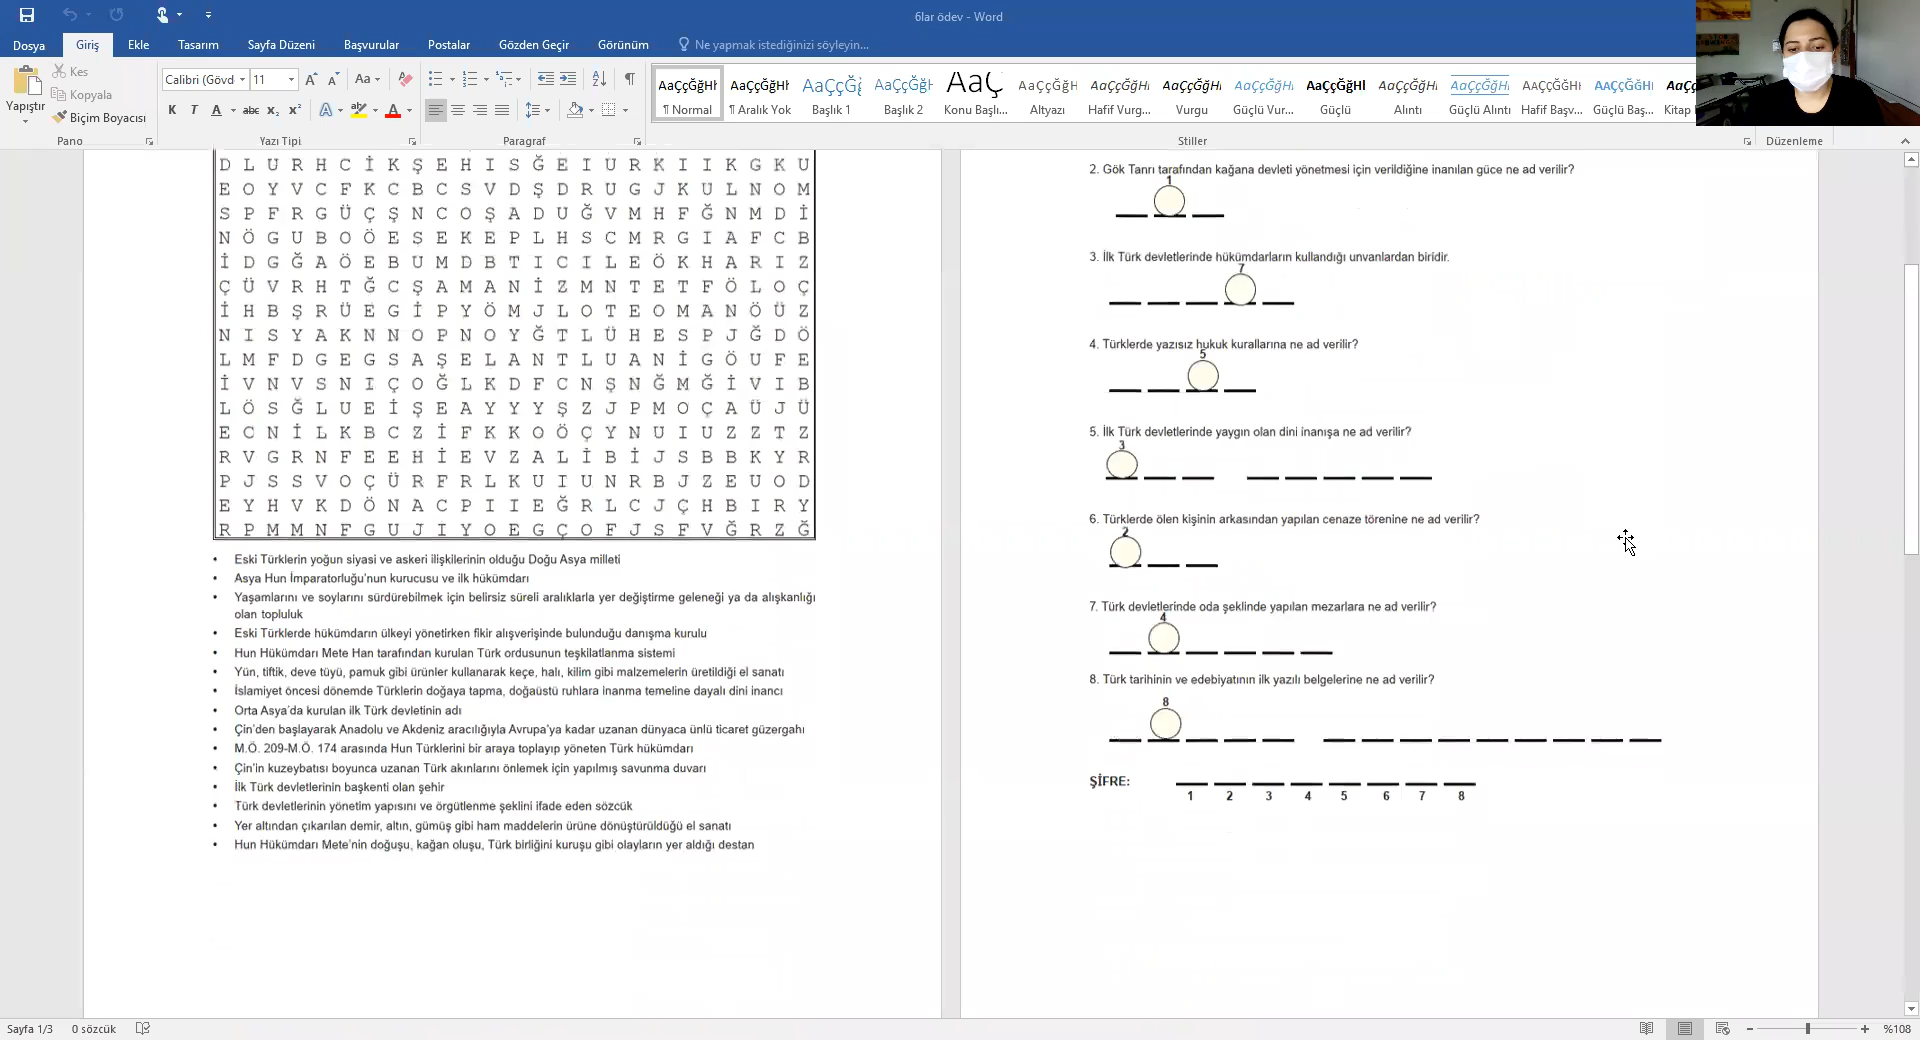 6lar ödev - Word
Dosya Giriş Ekle Tasarım Sayfa Düzeni Başvurular Postalar Gözden Geçir Görünüm Ne yapmak istediğinizi söyleyin...
Yapıştır
Kes
Kopyala
Biçim Boyacısı
Calibri (Gövd 11
K T A abc x₂ x²
AaÇçĞğHł AaÇçĞğHł AaÇçĞğ AaÇçĞğH AaÇ AaÇçĞğH AaÇçĞğHł AaÇçĞğHł AaÇçĞğHł AaÇçĞğHl AaÇçĞğHł AaÇçĞğHł AAÇÇĞĞHI AAÇÇĞĞHI
¶ Normal ¶ Aralık Yok Başlık 1 Başlık 2 Konu Başlı... Altyazı Hafif Vurg... Vurgu Güçlü Vur... Güçlü Alıntı Güçlü Alıntı Hafif Başv... Güçlü Baş... Kitap
Pano Yazı Tipi Paragraf Stiller Düzenleme
D L U R H C İ K Ş E H I S Ğ E I U R K I I K G K U
E O Y V C F K C B C S V D Ş D R U G J K U L N O M
S P F R G Ü Ç Ş N C O Ş A D U Ğ V M H F Ğ N M D İ
N Ö G U B O Ö E S E K E P L H S C M R G I A F C B
İ D G Ğ A Ö E B U M D B T I C I L E Ö K H A R I Z
Ç Ü V R H T Ğ C Ş A M A N İ Z M N T E T F Ö L O Ç
İ H B Ş R Ü E G İ P Y Ö M J L O T E O M A N Ö Ü Z
N I S Y A K N N O P N O Y Ğ T L Ü H E S P J Ğ D Ö
L M F D G E G S A Ş E L A N T L U A N İ G Ö U F E
İ V N V S N I Ç O Ğ L K D F C N Ş N Ğ M Ğ İ V I B
L Ö S Ğ L U E İ Ş E A Y Y Y Ş Z J P M O Ç A Ü J Ü
E C N İ L K B C Z İ F K K O Ö Ç Y N U I U Z Z T Z
R V G R N F E E H İ E V Z A L İ B İ J S B B K Y R
P J S S V O Ç Ü R F R L K U I U N R B J Z E U O D
E Y H V K D Ö N A C P I I E Ğ R L C J Ç H B I R Y
R P M M N F G U J I Y O E G Ç O F J S F V Ğ R Z Ğ
• Eski Türklerin yoğun siyasi ve askeri ilişkilerinin olduğu Doğu Asya milleti
• Asya Hun İmparatorluğu'nun kurucusu ve ilk hükümdarı
• Yaşamlarını ve soylarını sürdürebilmek için belirsiz süreli aralıklarla yer değiştirme geleneği ya da alışkanlığı
olan topluluk
• Eski Türklerde hükümdarın ülkeyi yönetirken fikir alışverişinde bulunduğu danışma kurulu
• Hun Hükümdarı Mete Han tarafından kurulan Türk ordusunun teşkilatlanma sistemi
• Yün, tiftik, deve tüyü, pamuk gibi ürünler kullanarak keçe, halı, kilim gibi malzemelerin üretildiği el sanatı
• İslamiyet öncesi dönemde Türklerin doğaya tapma, doğaüstü ruhlara inanma temeline dayalı dini inancı
• Orta Asya'da kurulan ilk Türk devletinin adı
• Çin'den başlayarak Anadolu ve Akdeniz aracılığıyla Avrupa'ya kadar uzanan dünyaca ünlü ticaret güzergahı
• M.Ö. 209-M.Ö. 174 arasında Hun Türklerini bir araya toplayıp yöneten Türk hükümdarı
• Çin'in kuzeybatısı boyunca uzanan Türk akınlarını önlemek için yapılmış savunma duvarı
• İlk Türk devletlerinin başkenti olan şehir
• Türk devletlerinin yönetim yapısını ve örgütlenme şeklini ifade eden sözcük
• Yer altından çıkarılan demir, altın, gümüş gibi ham maddelerin ürüne dönüştürüldüğü el sanatı
• Hun Hükümdarı Mete'nin doğuşu, kağan oluşu, Türk birliğini kuruşu gibi olayların yer aldığı destan
2. Gök Tanrı tarafından kağana devleti yönetmesi için verildiğine inanılan güce ne ad verilir?
1
3. İlk Türk devletlerinde hükümdarların kullandığı unvanlardan biridir.
7
4. Türklerde yazısız hukuk kurallarına ne ad verilir?
5
5. İlk Türk devletlerinde yaygın olan dini inanışa ne ad verilir?
3
6. Türklerde ölen kişinin arkasından yapılan cenaze törenine ne ad verilir?
2
7. Türk devletlerinde oda şeklinde yapılan mezarlara ne ad verilir?
4
8. Türk tarihinin ve edebiyatının ilk yazılı belgelerine ne ad verilir?
8
ŞİFRE:
1 2 3 4 5 6 7 8
Sayfa 1/3 0 sözcük %108